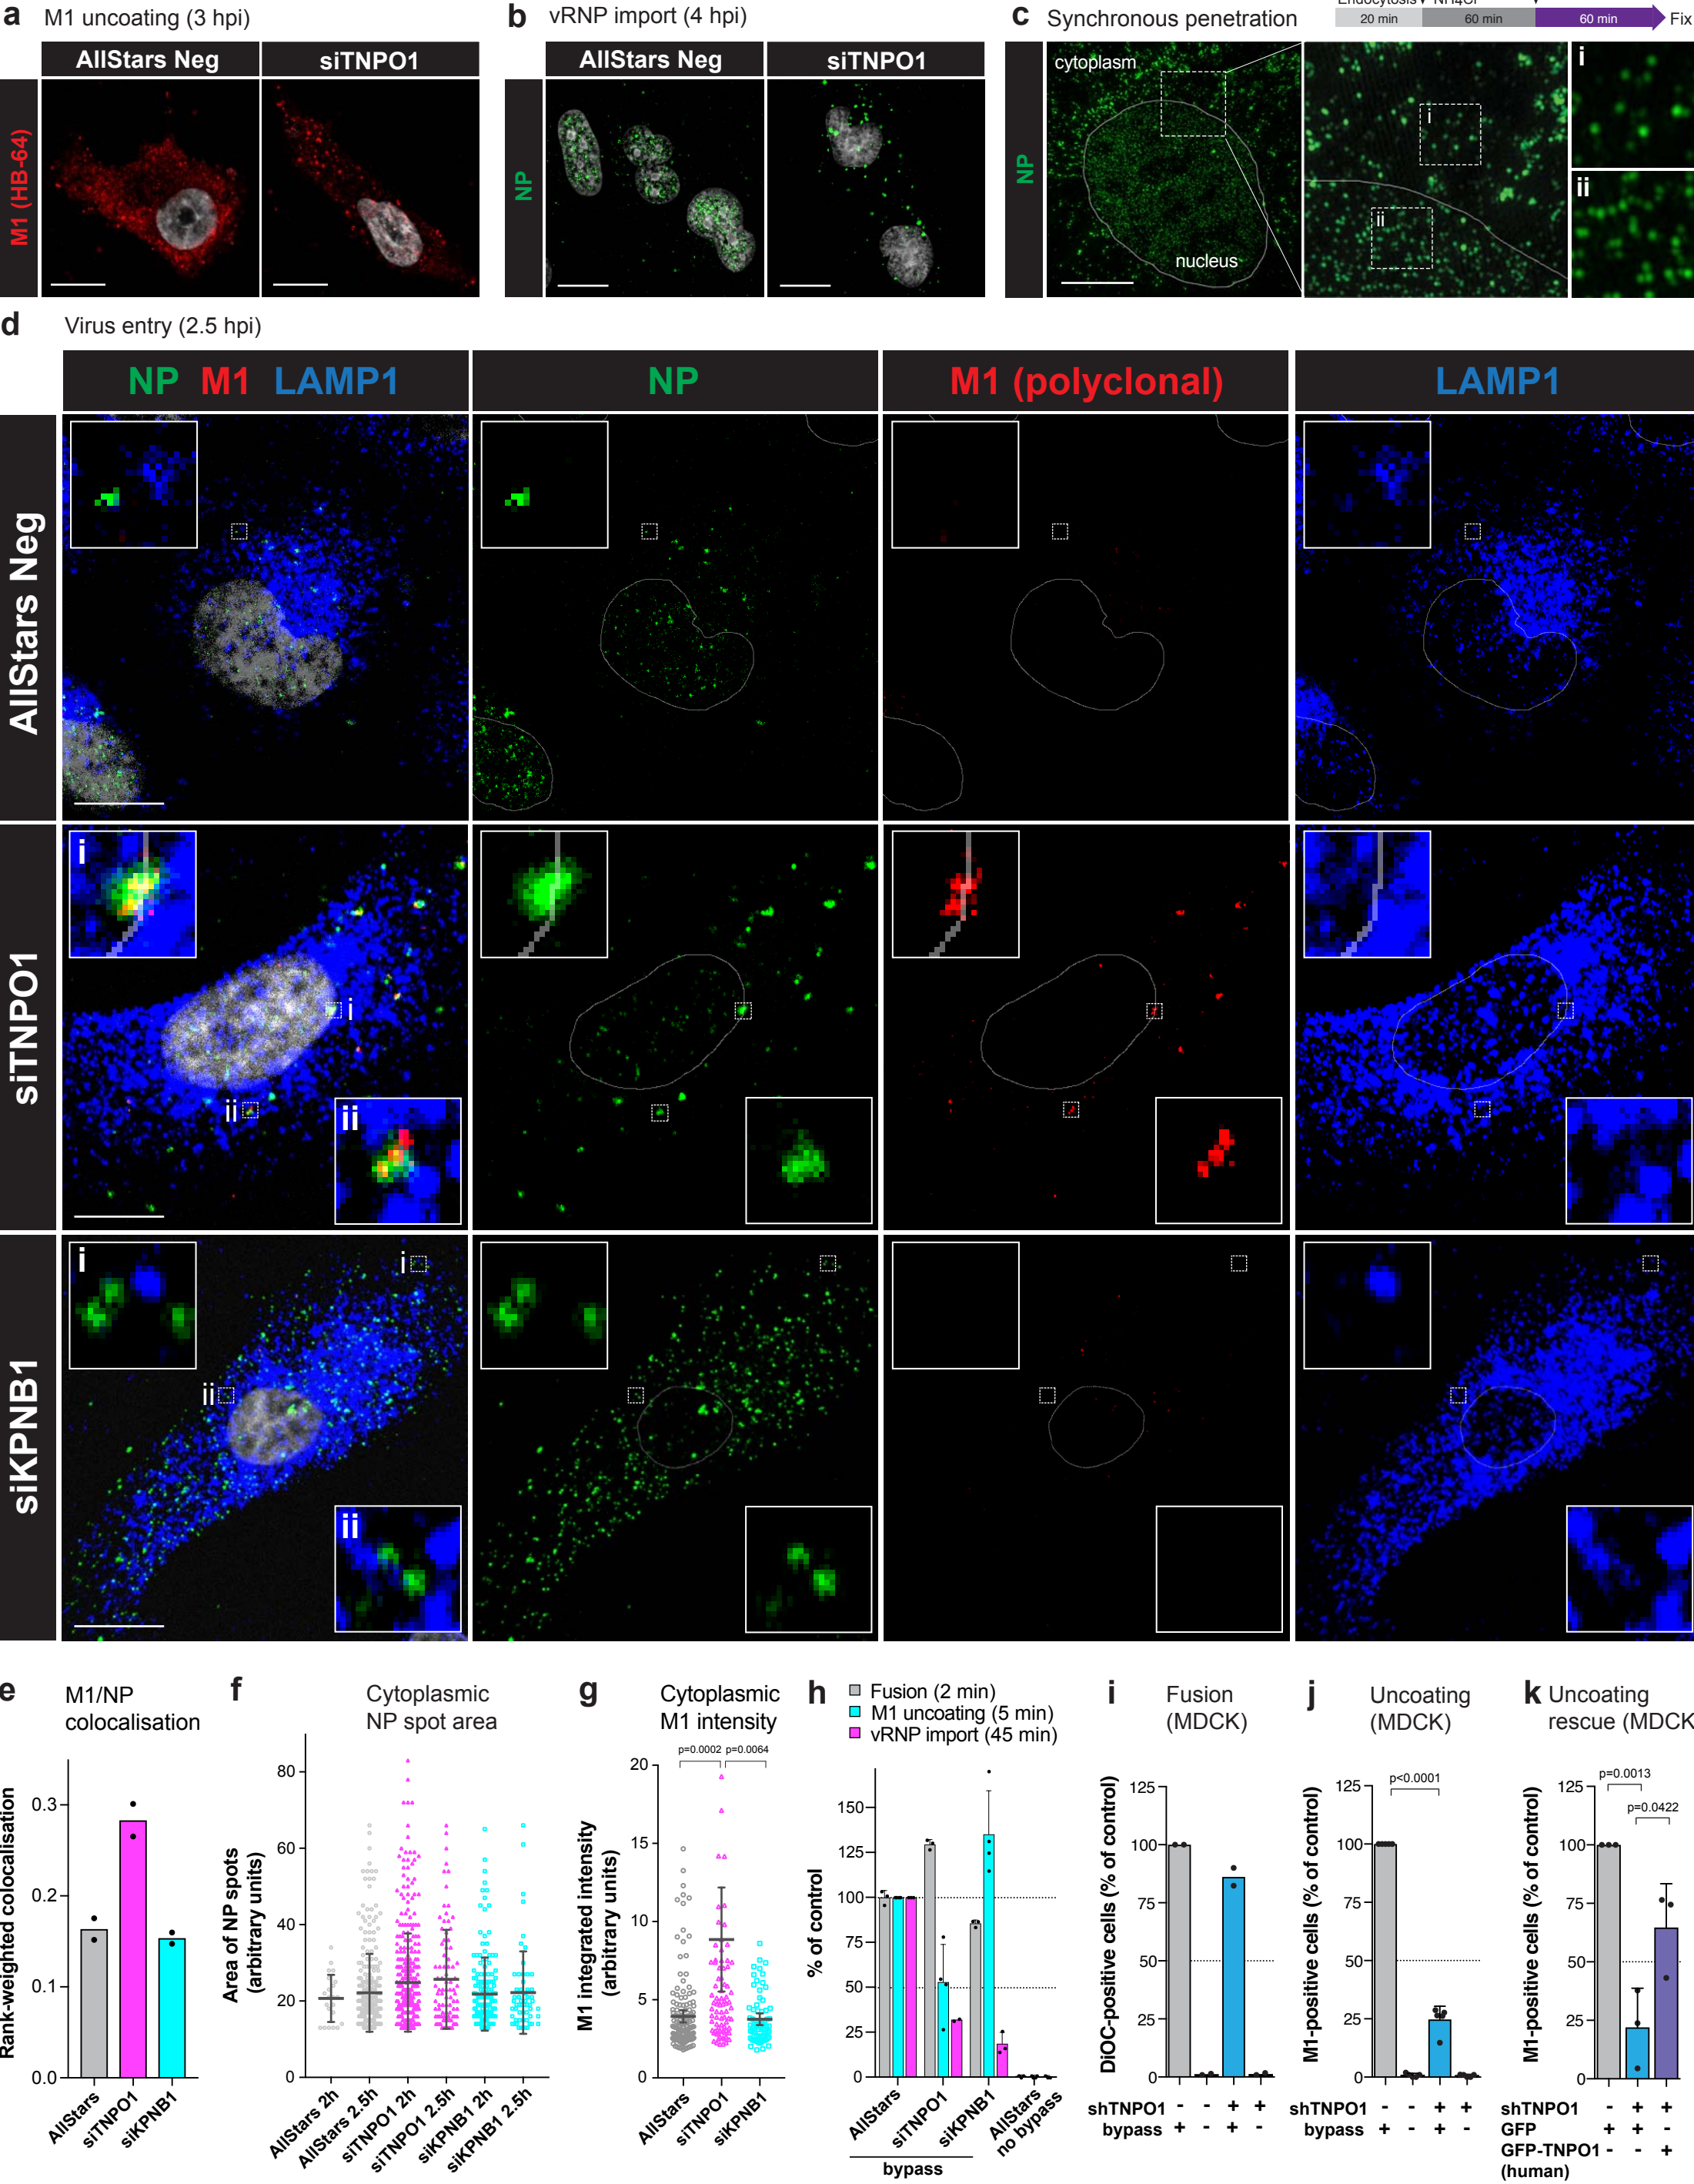 a M1 uncoating (3 hpi)
AllStars Neg siTNPO1
M1 (HB-64)
b vRNP import (4 hpi)
AllStars Neg siTNPO1
NP
c Synchronous penetration
20 min 60 min 60 min Fix
NP
cytoplasm
nucleus
i
ii
i
ii
d Virus entry (2.5 hpi)
NP M1 LAMP1 NP M1 (polyclonal) LAMP1
AllStars Neg
siTNPO1
i
i
ii
ii
siKPNB1
i
i
ii
ii
e M1/NP
colocalisation
Rank-weighted colocalisation
0.3
0.2
0.1
0.0
AllStars
siTNPO1
siKPNB1
f Cytoplasmic
NP spot area
Area of NP spots
(arbitrary units)
80
60
40
20
0
AllStars 2h
AllStars 2.5h
siTNPO1 2h
siTNPO1 2.5h
siKPNB1 2h
siKPNB1 2.5h
g Cytoplasmic
M1 intensity
p=0.0002 p=0.0064
M1 integrated intensity
(arbitrary units)
20
15
10
5
0
AllStars
siTNPO1
siKPNB1
h Fusion (2 min)
M1 uncoating (5 min)
vRNP import (45 min)
% of control
150
125
100
75
50
25
0
AllStars
siTNPO1
siKPNB1
AllStars
no bypass
bypass
i Fusion
(MDCK)
DiOC-positive cells (% of control)
125
100
75
50
25
0
shTNPO1 - - + +
bypass + - + -
j Uncoating
(MDCK)
p<0.0001
M1-positive cells (% of control)
125
100
75
50
25
0
shTNPO1 - - + +
bypass + - + -
k Uncoating
rescue (MDCK
p=0.0013
p=0.0422
M1-positive cells (% of control)
125
100
75
50
25
0
shTNPO1 - + +
GFP + + -
GFP-TNPO1 - - +
(human)